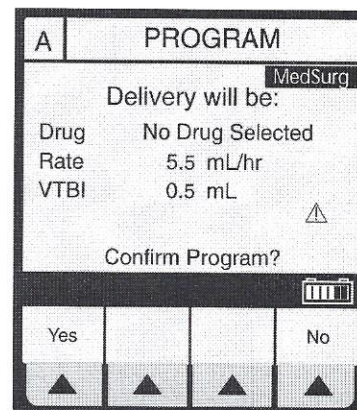 A PROGRAM
MedSurg
Delivery will be:
Drug No Drug Selected
Rate 5.5 mL/hr
VTBI 0.5 mL
Confirm Program?
Yes No